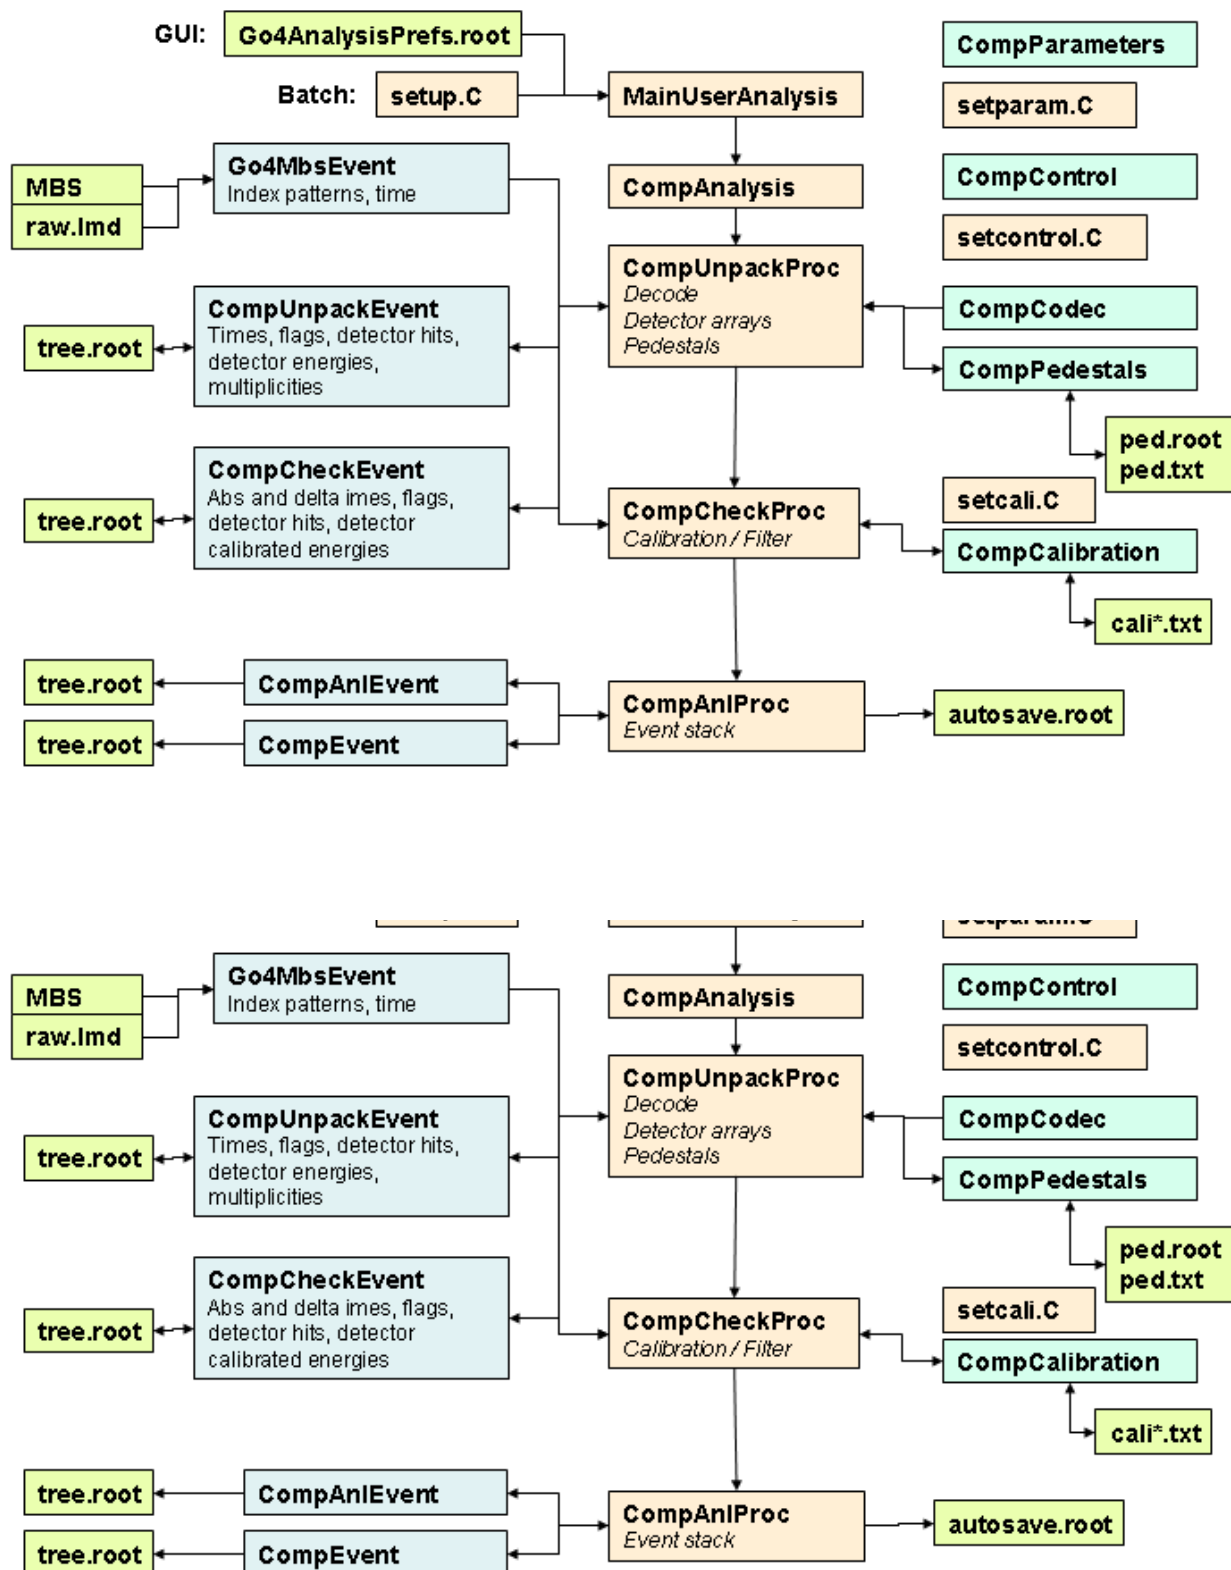 GUI:
Go4AnalysisPrefs.root
CompParameters
Batch:
setup.C
MainUserAnalysis
setparam.C
Go4MbsEvent
Index patterns, time
MBS
raw.lmd
CompAnalysis
CompControl
setcontrol.C
CompUnpackProc
Decode
Detector arrays
Pedestals
CompUnpackEvent
Times, flags, detector hits,
detector energies,
multiplicities
tree.root
CompCodec
CompPedestals
ped.root
ped.txt
CompCheckEvent
Abs and delta imes, flags,
detector hits, detector
calibrated energies
tree.root
CompCheckProc
Calibration / Filter
setcali.C
CompCalibration
cali*.txt
tree.root
CompAnlEvent
CompAnlProc
Event stack
autosave.root
tree.root
CompEvent
setparam.C
Go4MbsEvent
Index patterns, time
MBS
raw.lmd
CompAnalysis
CompControl
setcontrol.C
CompUnpackProc
Decode
Detector arrays
Pedestals
CompUnpackEvent
Times, flags, detector hits,
detector energies,
multiplicities
tree.root
CompCodec
CompPedestals
ped.root
ped.txt
CompCheckEvent
Abs and delta imes, flags,
detector hits, detector
calibrated energies
tree.root
CompCheckProc
Calibration / Filter
setcali.C
CompCalibration
cali*.txt
tree.root
CompAnlEvent
CompAnlProc
Event stack
autosave.root
tree.root
CompEvent